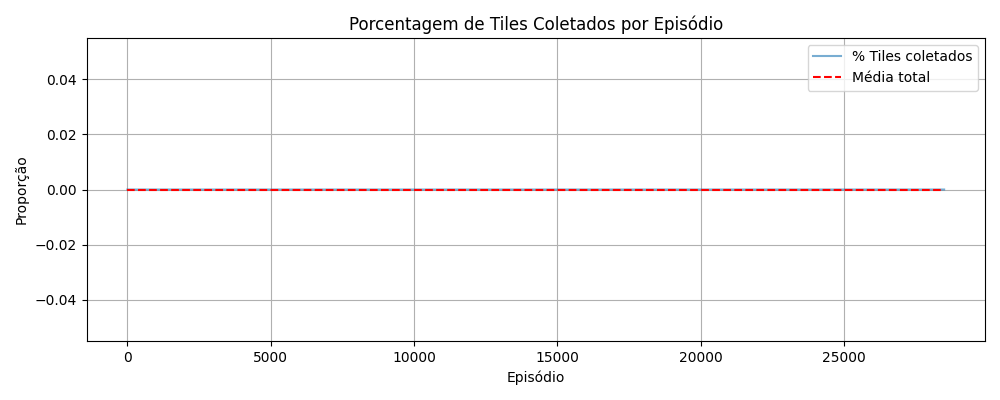 Porcentagem de Tiles Coletados por Episódio
% Tiles coletados
Média total
0.04
0.02
0.00
−0.02
−0.04
Proporção
0 5000 10000 15000 20000 25000
Episódio